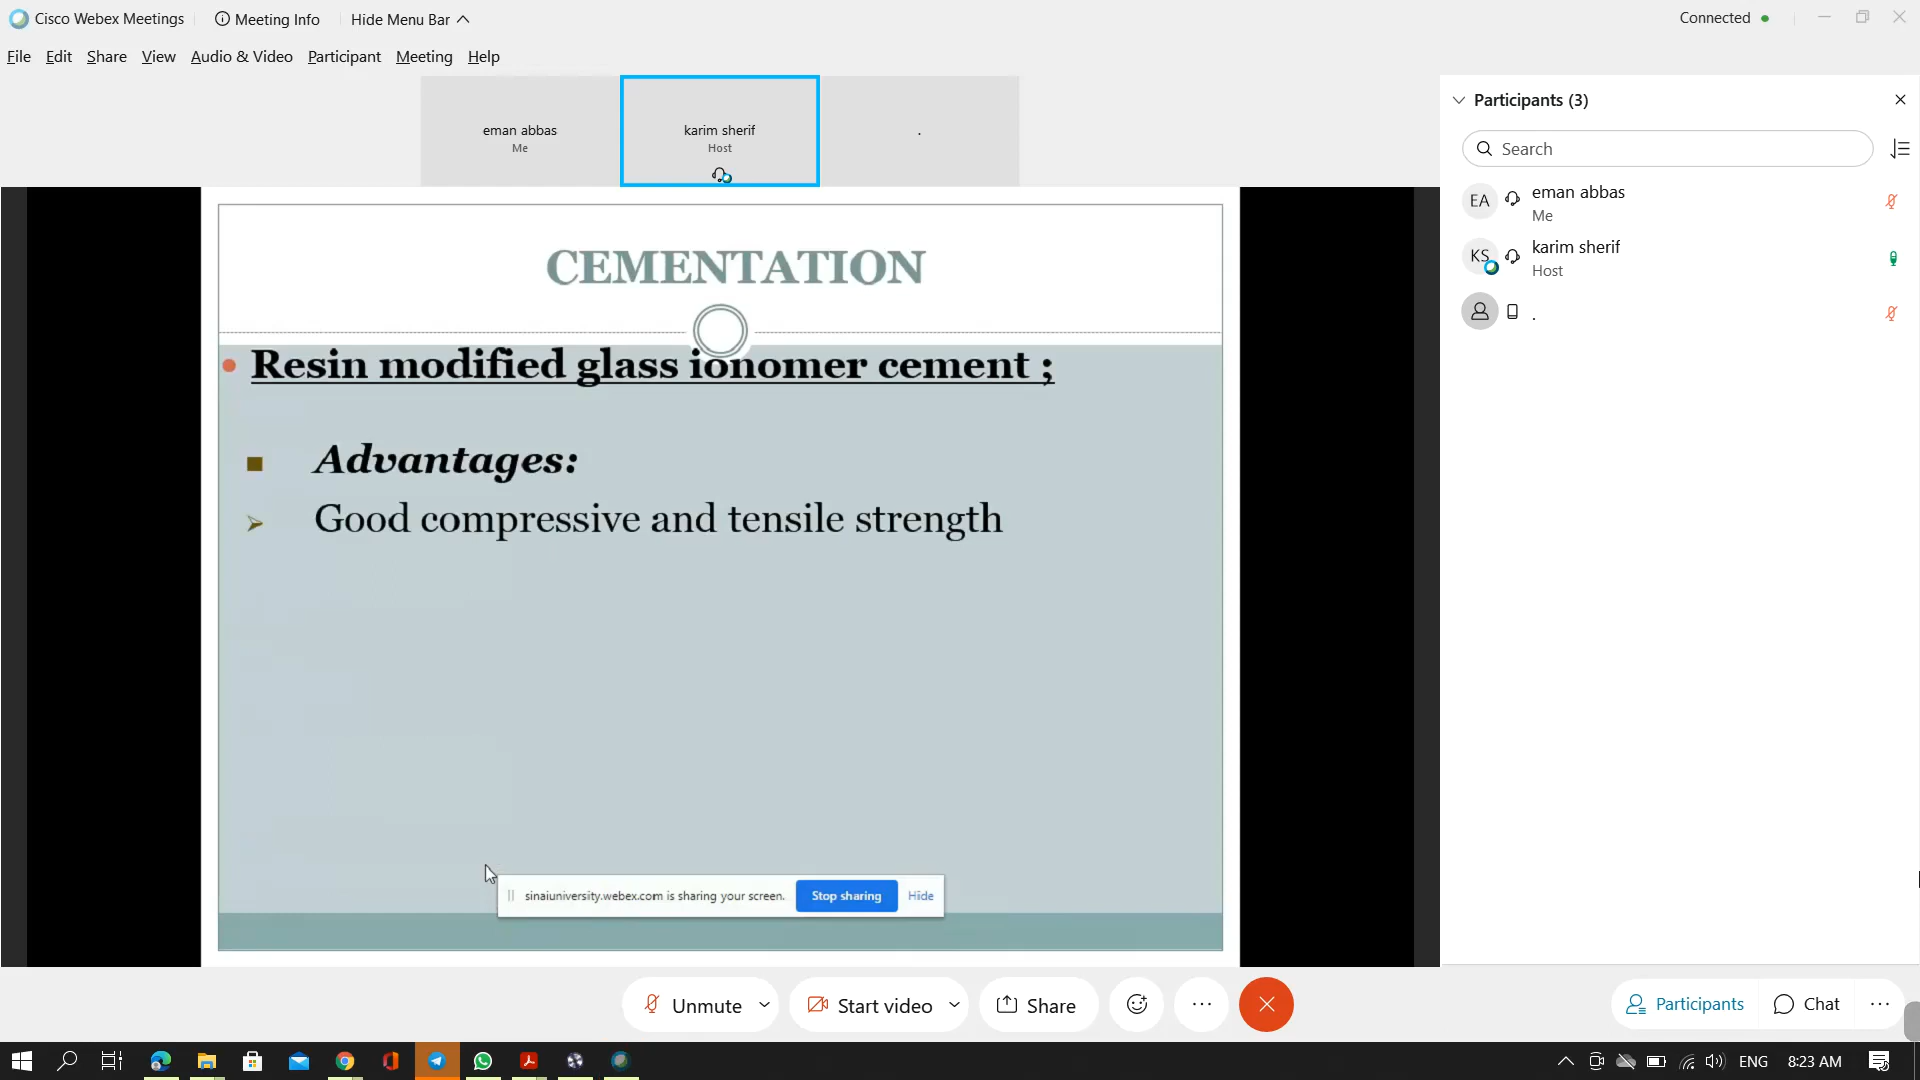 Cisco Webex Meetings
Meeting Info
Hide Menu Bar
Connected
File Edit Share View Audio & Video Participant Meeting Help
eman abbas
Me
karim sherif
Host
.
Participants (3)
Search
EA
eman abbas
Me
KS
karim sherif
Host
.
CEMENTATION
Resin modified glass ionomer cement ;
Advantages:
Good compressive and tensile strength
sinaiuniversity.webex.com is sharing your screen.
Stop sharing
Hide
Unmute
Start video
Share
Participants
Chat
ENG
8:23 AM